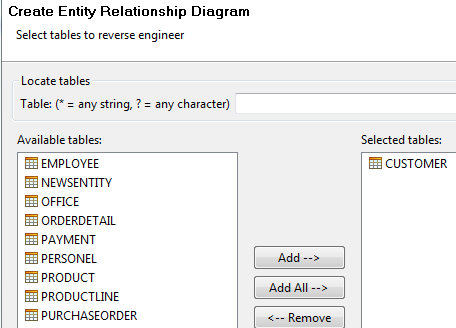 Create Entity Relationship Diagram
Select tables to reverse engineer
Locate tables
Table: (* = any string, ? = any character)
Available tables:
Selected tables:
EMPLOYEE
CUSTOMER
NEWSENTITY
OFFICE
ORDERDETAIL
PAYMENT
PERSONEL
Add -->
PRODUCT
Add All -->
PRODUCTLINE
PURCHASEORDER
<-- Remove